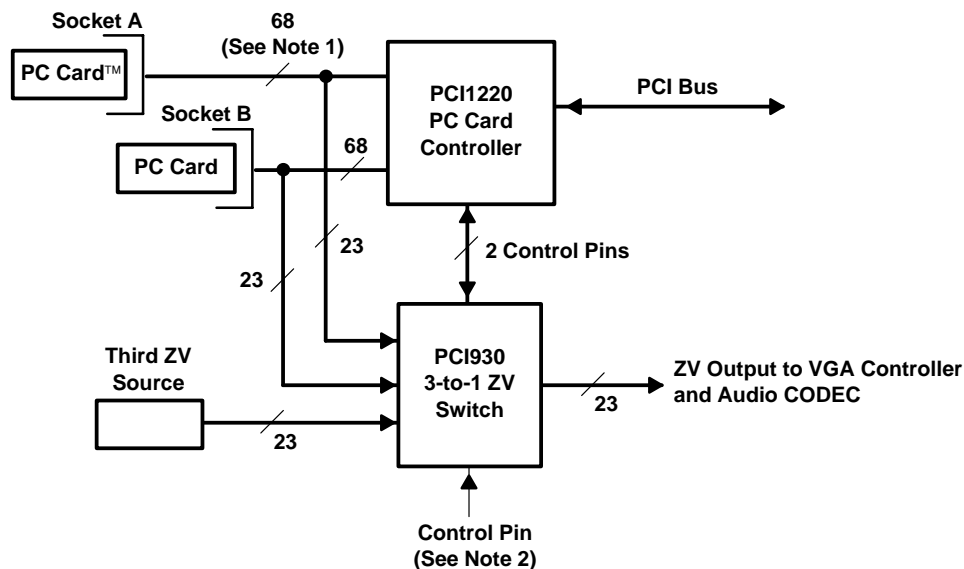 Socket A
PC Card™
68
(See Note 1)
PCI1220
PC Card
Controller
PCI Bus
Socket B
PC Card
68
23
23
2 Control Pins
Third ZV
Source
23
PCI930
3-to-1 ZV
Switch
23
ZV Output to VGA Controller
and Audio CODEC
Control Pin
(See Note 2)